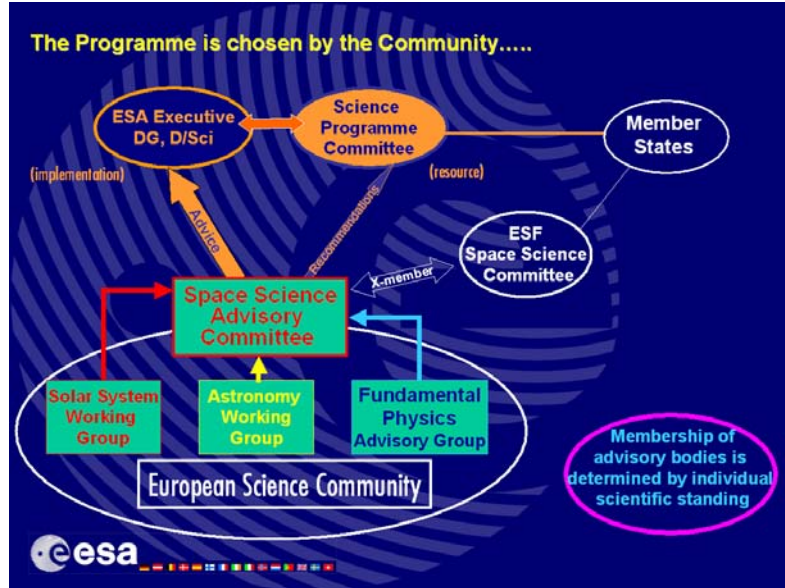 The Programme is chosen by the Community.....
ESA Executive
DG, D/Sci
Science
Programme
Committee
Member
States
(implementation)
(resource)
Advice
Recommendations
ESF
Space Science
Committee
X-member
Space Science
Advisory
Committee
Solar System
Working
Group
Astronomy
Working
Group
Fundamental
Physics
Advisory Group
European Science Community
Membership of
advisory bodies is
determined by individual
scientific standing
esa